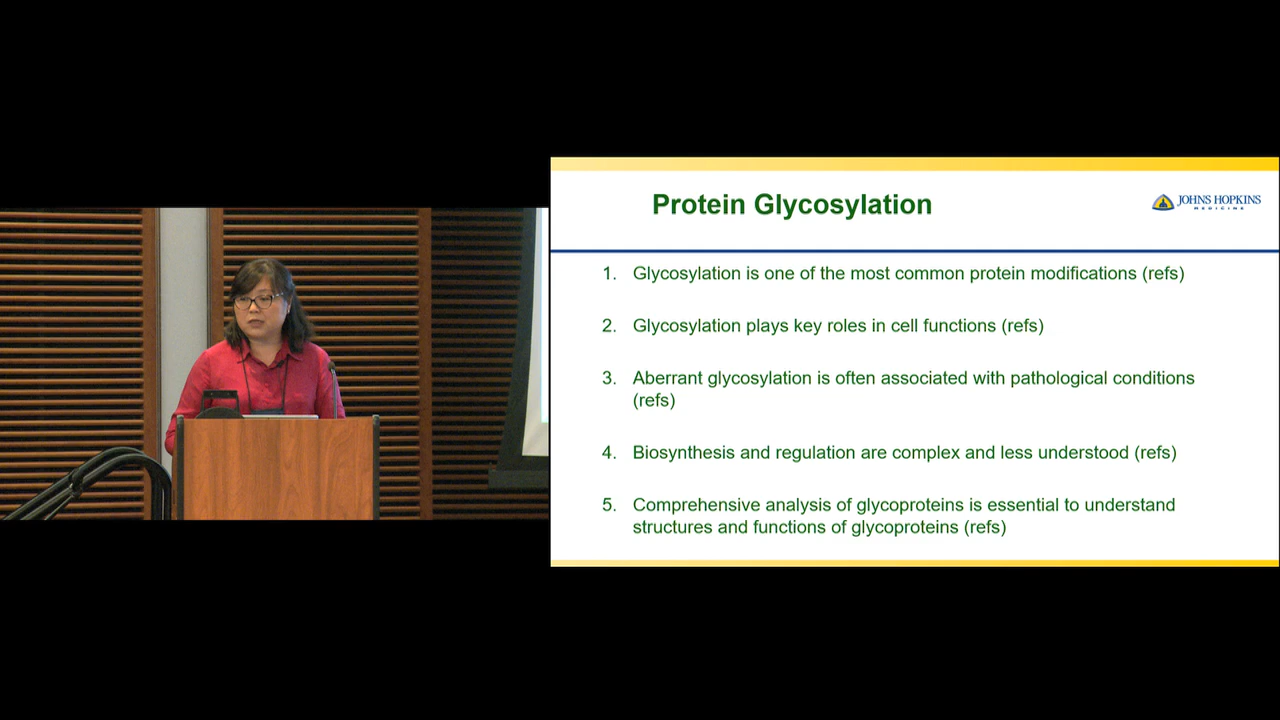 Protein Glycosylation
JOHNS HOPKINS
MEDICINE
1. Glycosylation is one of the most common protein modifications (refs)
2. Glycosylation plays key roles in cell functions (refs)
3. Aberrant glycosylation is often associated with pathological conditions
(refs)
4. Biosynthesis and regulation are complex and less understood (refs)
5. Comprehensive analysis of glycoproteins is essential to understand
structures and functions of glycoproteins (refs)